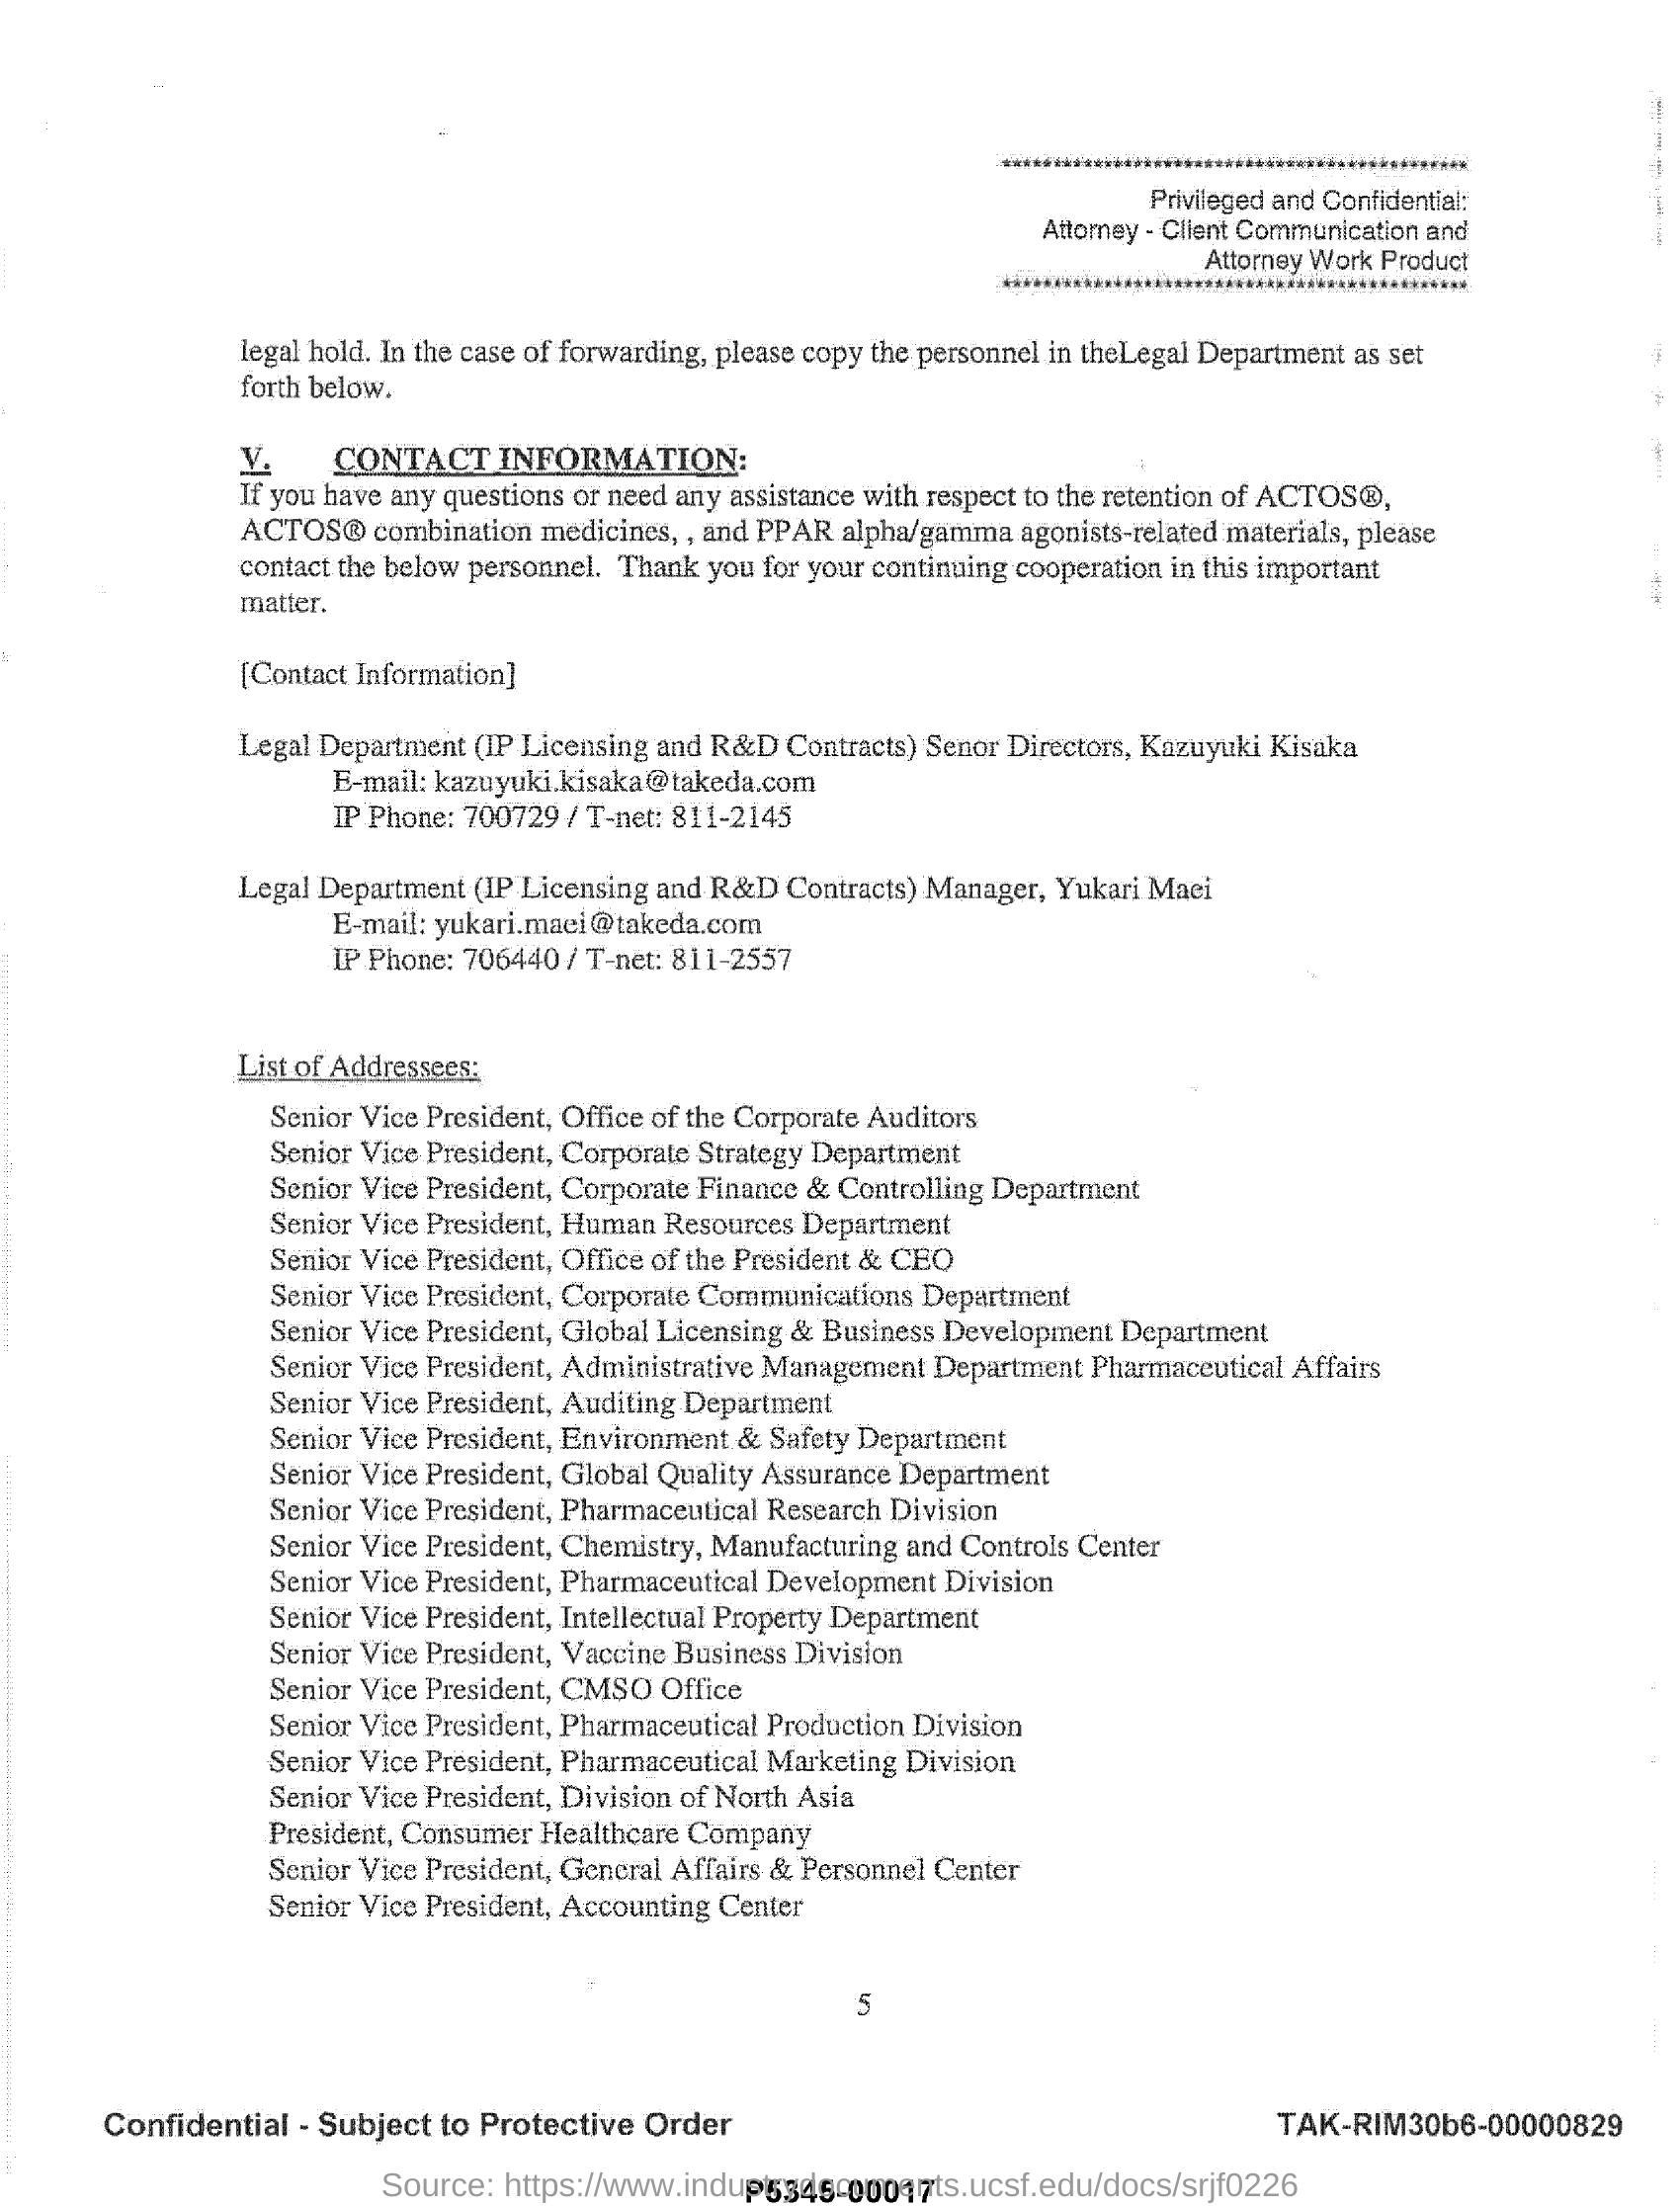 ********************************************
Privileged and Confidential:
Attorney - Client Communication and
Attorney Work Product
********************************************
legal hold. In the case of forwarding, please copy the personnel in theLegal Department as set
forth below.
V. CONTACT INFORMATION:
If you have any questions or need any assistance with respect to the retention of ACTOS®,
ACTOS® combination medicines, , and PPAR alpha/gamma agonists-related materials, please
contact the below personnel. Thank you for your continuing cooperation in this important
matter.
[Contact Information]
Legal Department (IP Licensing and R&D Contracts) Senor Directors, Kazuyuki Kisaka
E-mail: kazuyuki.kisaka@takeda.com
IP Phone: 700729 / T-net: 811-2145
Legal Department (IP Licensing and R&D Contracts) Manager, Yukari Maei
E-mail: yukari.maei@takeda.com
IP Phone: 706440 / T-net: 811-2557
List of Addressees:
Senior Vice President, Office of the Corporate Auditors
Senior Vice President, Corporate Strategy Department
Senior Vice President, Corporate Finance & Controlling Department
Senior Vice President, Human Resources Department
Senior Vice President, Office of the President & CEO
Senior Vice President, Corporate Communications Department
Senior Vice President, Global Licensing & Business Development Department
Senior Vice President, Administrative Management Department Pharmaceutical Affairs
Senior Vice President, Auditing Department
Senior Vice President, Environment & Safety Department
Senior Vice President, Global Quality Assurance Department
Senior Vice President, Pharmaceutical Research Division
Senior Vice President, Chemistry, Manufacturing and Controls Center
Senior Vice President, Pharmaceutical Development Division
Senior Vice President, Intellectual Property Department
Senior Vice President, Vaccine Business Division
Senior Vice President, CMSO Office
Senior Vice President, Pharmaceutical Production Division
Senior Vice President, Pharmaceutical Marketing Division
Senior Vice President, Division of North Asia
President, Consumer Healthcare Company
Senior Vice President, General Affairs & Personnel Center
Senior Vice President, Accounting Center
5
Confidential - Subject to Protective Order TAK-RIM30b6-00000829
Source: https://www.industrydocuments.ucsf.edu/docs/srjf0226
P5345-00017